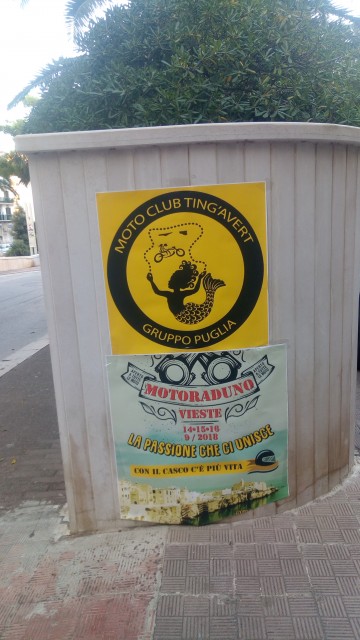 MOTO CLUB TING'AVERT
GRUPPO PUGLIA
MOTORADUNO
VIESTE
14•15•16
9/2018
LA PASSIONE CHE CI UNISCE
CON IL CASCO C'È PIÙ VITA